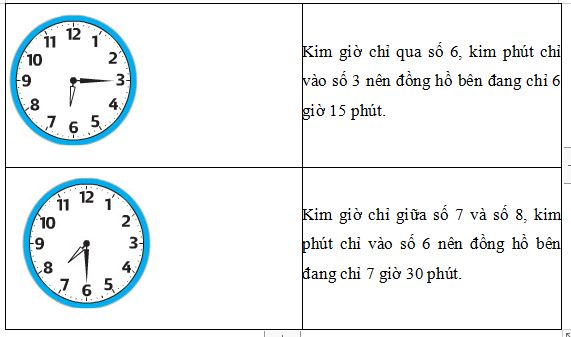 12
11 1
10 2
9 3
8 4
7 5
6
Kim giờ chỉ qua số 6, kim phút chỉ
vào số 3 nên đồng hồ bên đang chỉ 6
giờ 15 phút.
12
11 1
10 2
9 3
8 4
7 5
6
Kim giờ chỉ giữa số 7 và số 8, kim
phút chỉ vào số 6 nên đồng hồ bên
đang chỉ 7 giờ 30 phút.